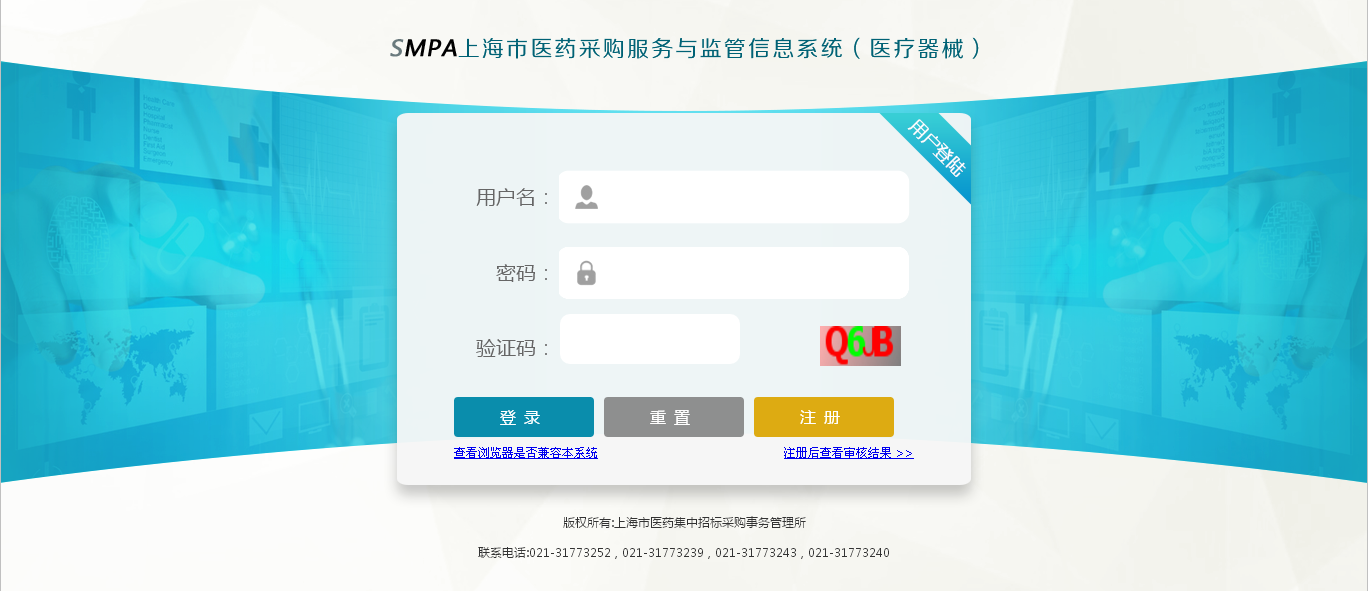 SMPA上海市医药采购服务与监管信息系统（医疗器械）
用户登陆
用户名：
密码：
验证码：
Q6JB
登 录
重 置
注 册
查看浏览器是否兼容本系统
注册后查看审核结果 >>
版权所有:上海市医药集中招标采购事务管理所
联系电话:021-31773252，021-31773239，021-31773243，021-31773240